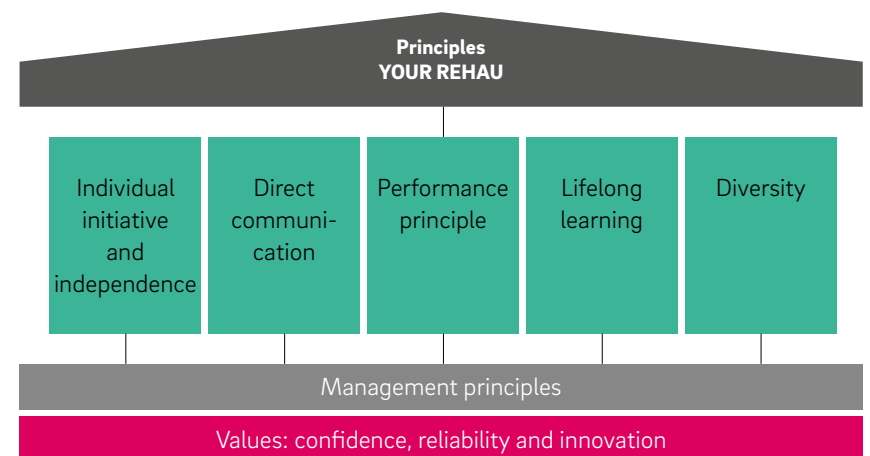 Principles
YOUR REHAU
Individual
initiative
and
independence
Direct
communi-
cation
Performance
principle
Lifelong
learning
Diversity
Management principles
Values: confidence, reliability and innovation